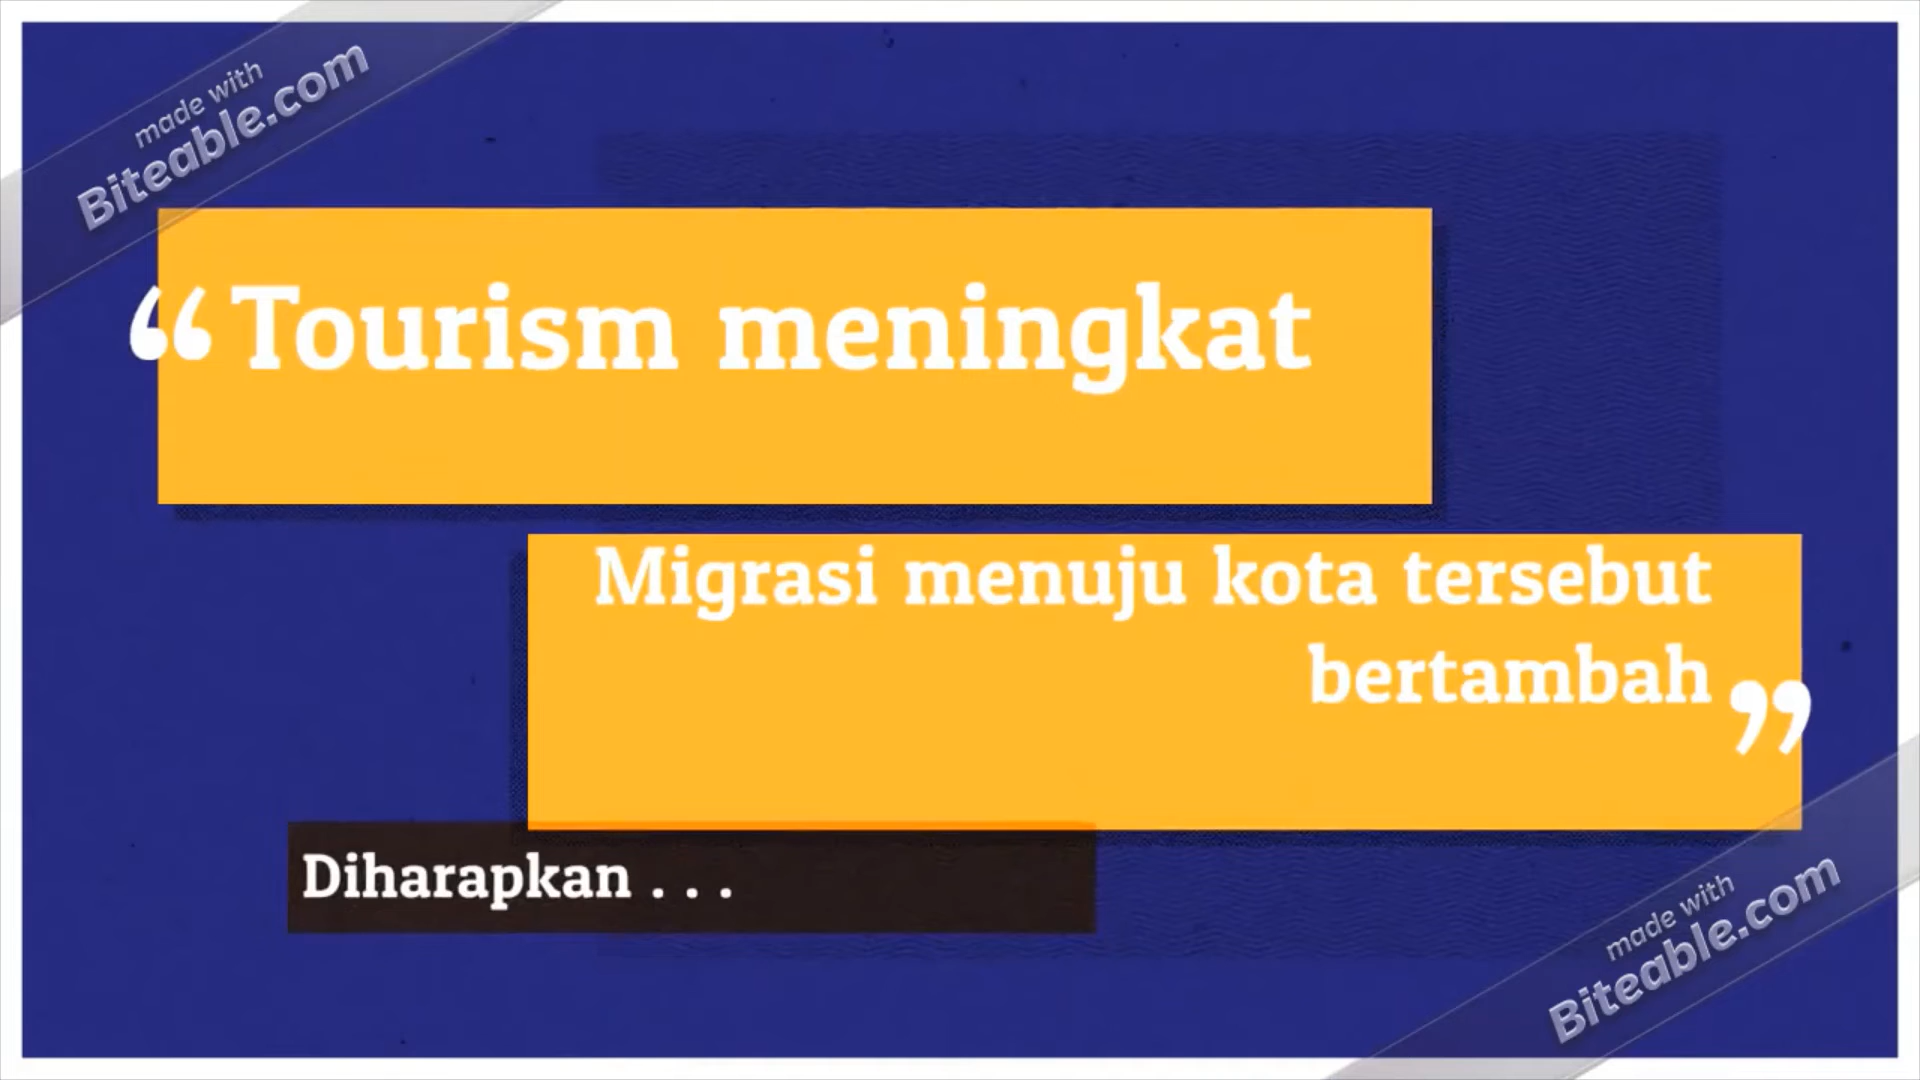 made with
Biteable.com
“Tourism meningkat
Migrasi menuju kota tersebut
bertambah”
Diharapkan . . .
made with
Biteable.com